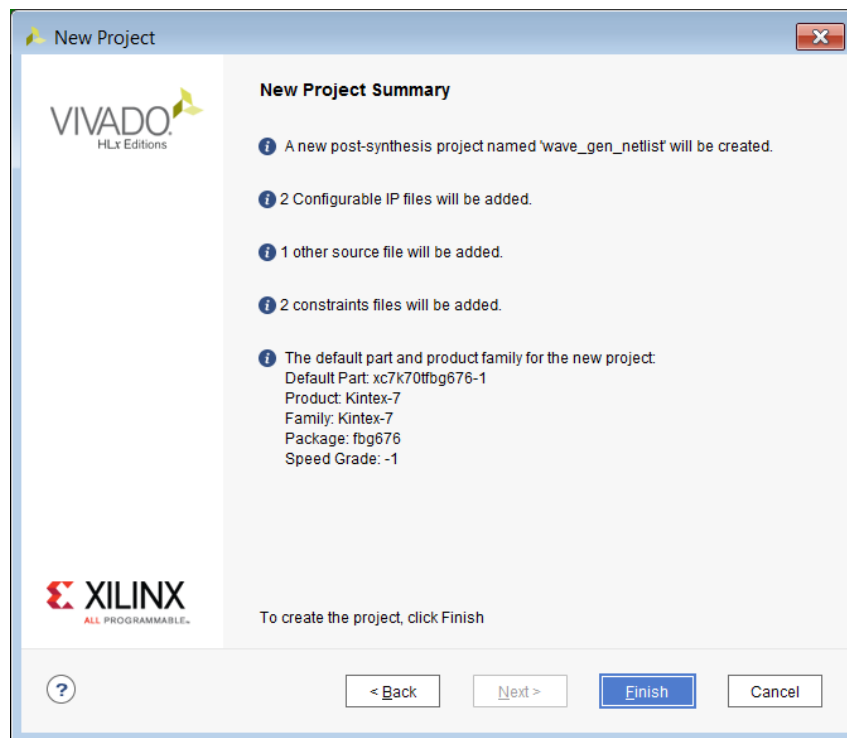 New Project
VIVADO.
HLx Editions
New Project Summary
A new post-synthesis project named 'wave_gen_netlist' will be created.
2 Configurable IP files will be added.
1 other source file will be added.
2 constraints files will be added.
The default part and product family for the new project:
Default Part: xc7k70tfbg676-1
Product: Kintex-7
Family: Kintex-7
Package: fbg676
Speed Grade: -1
XILINX
ALL PROGRAMMABLE™
To create the project, click Finish
?
< Back
Next >
Finish
Cancel